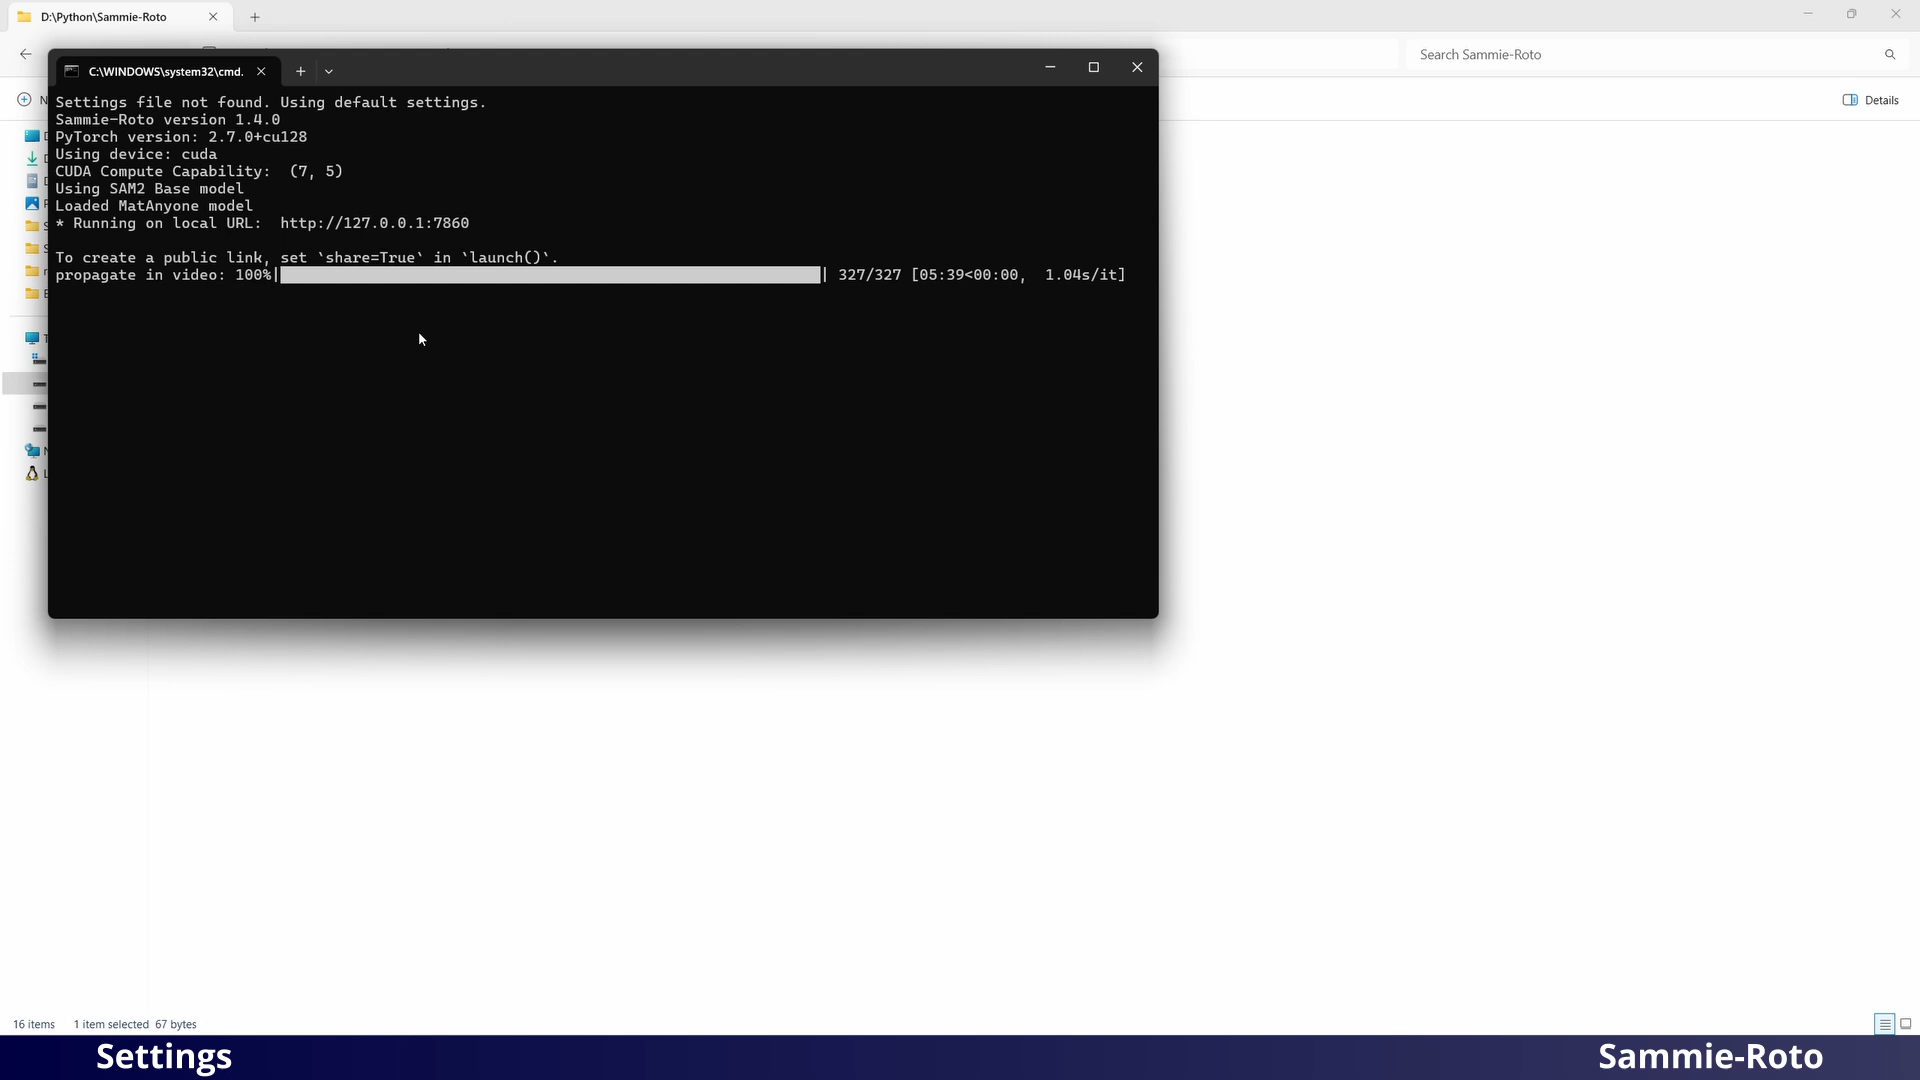 D:\Python\Sammie-Roto
Search Sammie-Roto
C:\WINDOWS\system32\cmd.
Details
Settings file not found. Using default settings.
Sammie-Roto version 1.4.0
PyTorch version: 2.7.0+cu128
Using device: cuda
CUDA Compute Capability:  (7, 5)
Using SAM2 Base model
Loaded MatAnyone model
* Running on local URL:  http://127.0.0.1:7860
To create a public link, set `share=True` in `launch()`.
propagate in video: 100%| | 327/327 [05:39<00:00,  1.04s/it]
16 items 1 item selected 67 bytes
Settings
Sammie-Roto